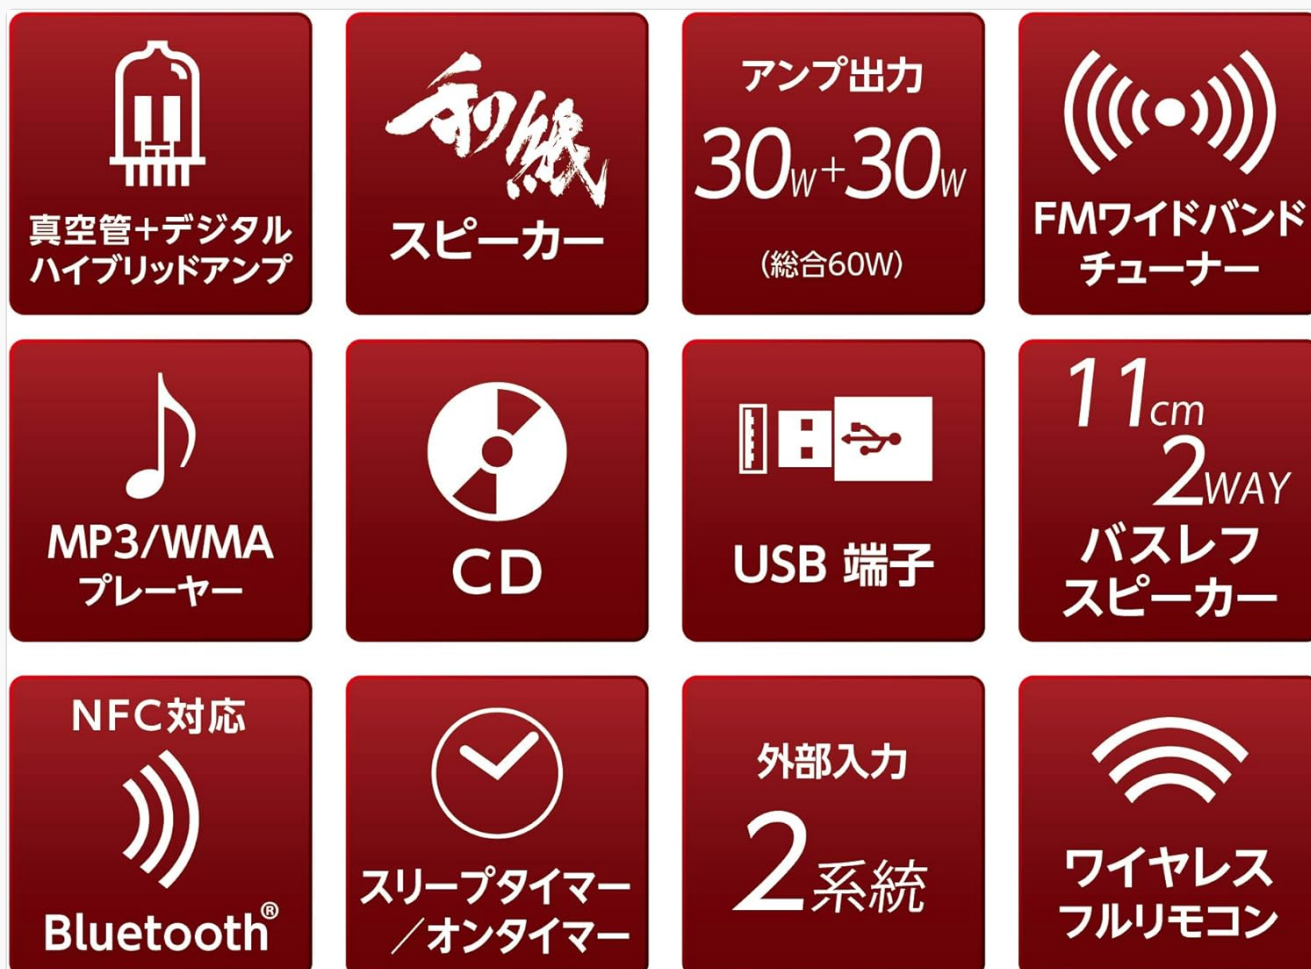 真空管＋デジタル
ハイブリッドアンプ
和紙
スピーカー
アンプ出力
30W+30W
(総合60W)
FMワイドバンド
チューナー
MP3/WMA
プレーヤー
CD
USB 端子
11cm
2WAY
バスレフ
スピーカー
NFC対応
Bluetooth®
スリープタイマー
／オンタイマー
外部入力
2系統
ワイヤレス
フルリモコン